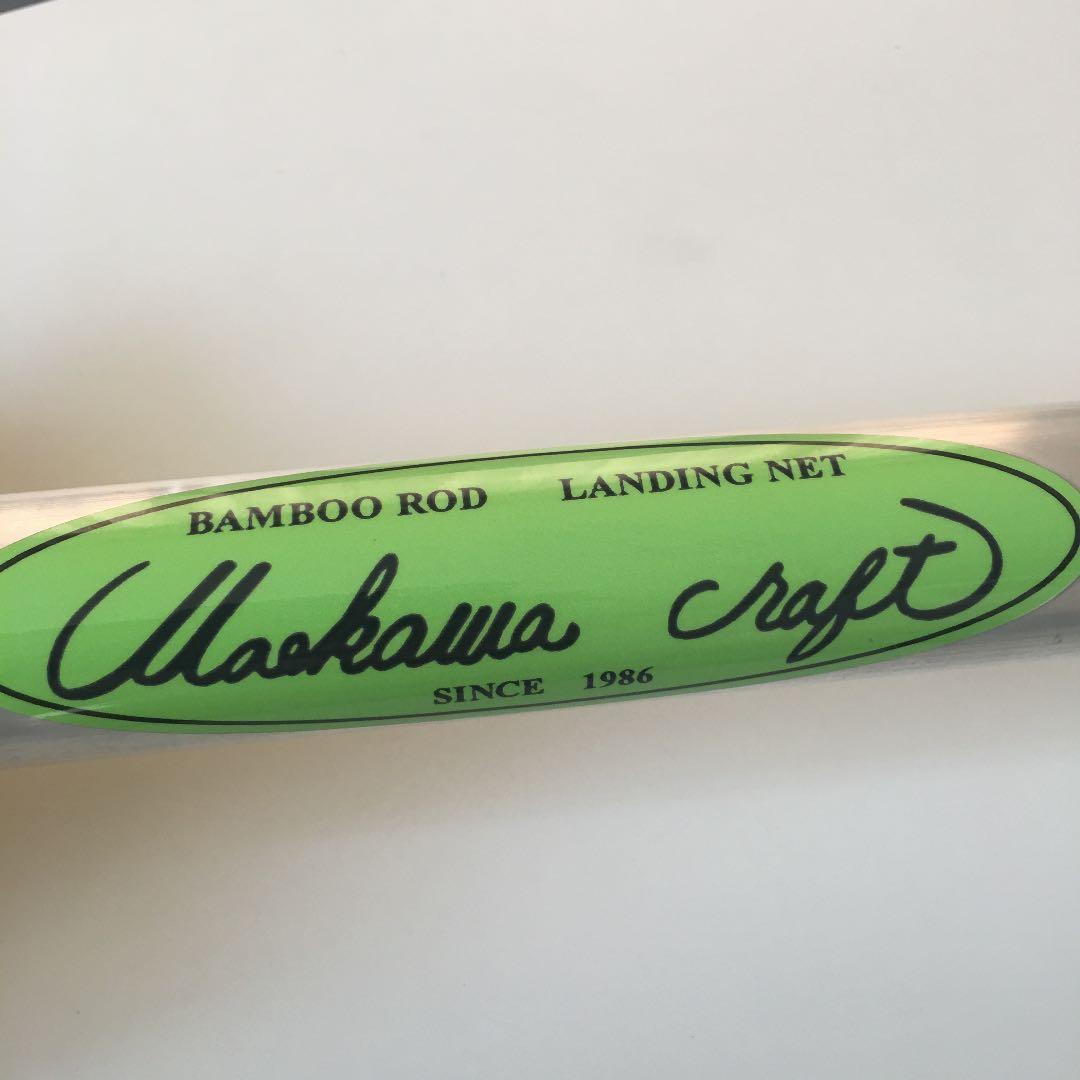 BAMBOO ROD LANDING NET
Maekawa craft
SINCE 1986